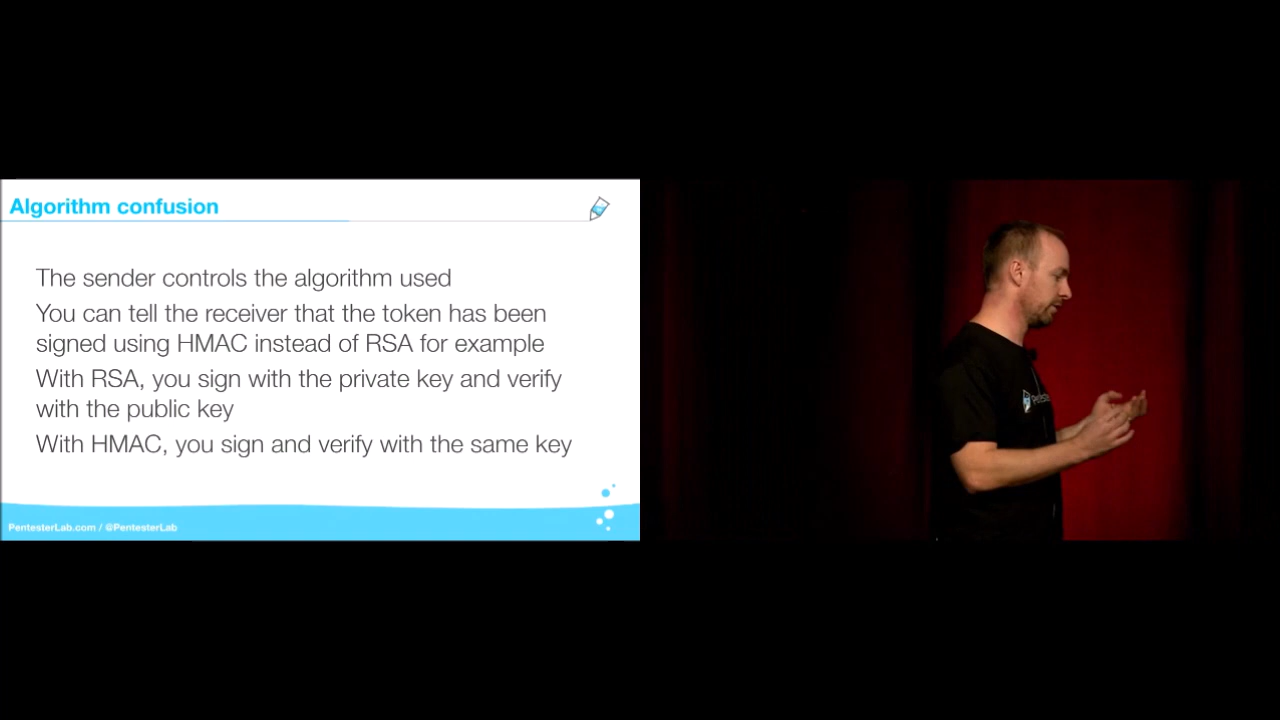 Algorithm confusion
The sender controls the algorithm used
You can tell the receiver that the token has been
signed using HMAC instead of RSA for example
With RSA, you sign with the private key and verify
with the public key
With HMAC, you sign and verify with the same key
PentesterLab.com / @PentesterLab